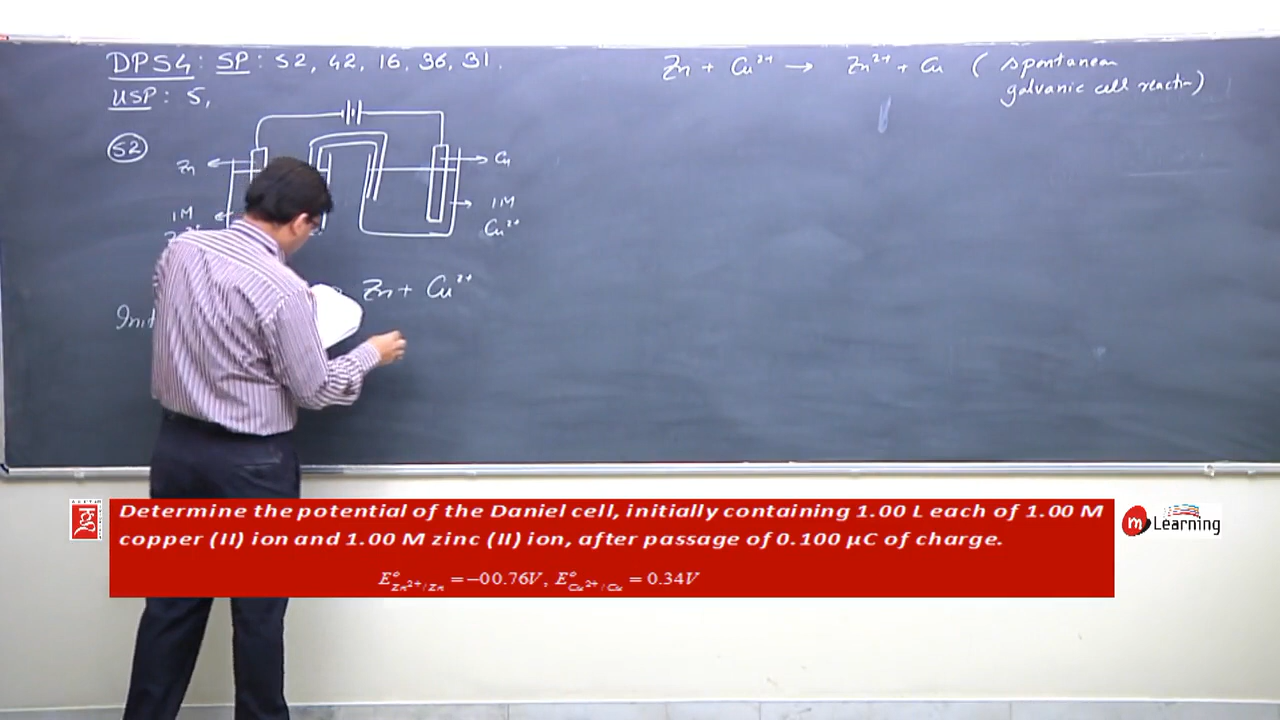 DPS4: SP: 52, 42, 16, 36, 31.
USP: 5,
52
Zn
Cu
1M
1M
Cu²⁺
Zn + Cu²⁺
Zn + Cu²⁺ → Zn²⁺ + Cu (spontaneous
galvanic cell reaction)
Determine the potential of the Daniel cell, initially containing 1.00 L each of 1.00 M
copper (II) ion and 1.00 M zinc (II) ion, after passage of 0.100 μC of charge.
E°Zn²⁺/Zn = −00.76V, E°Cu²⁺/Cu = 0.34V
m Learning